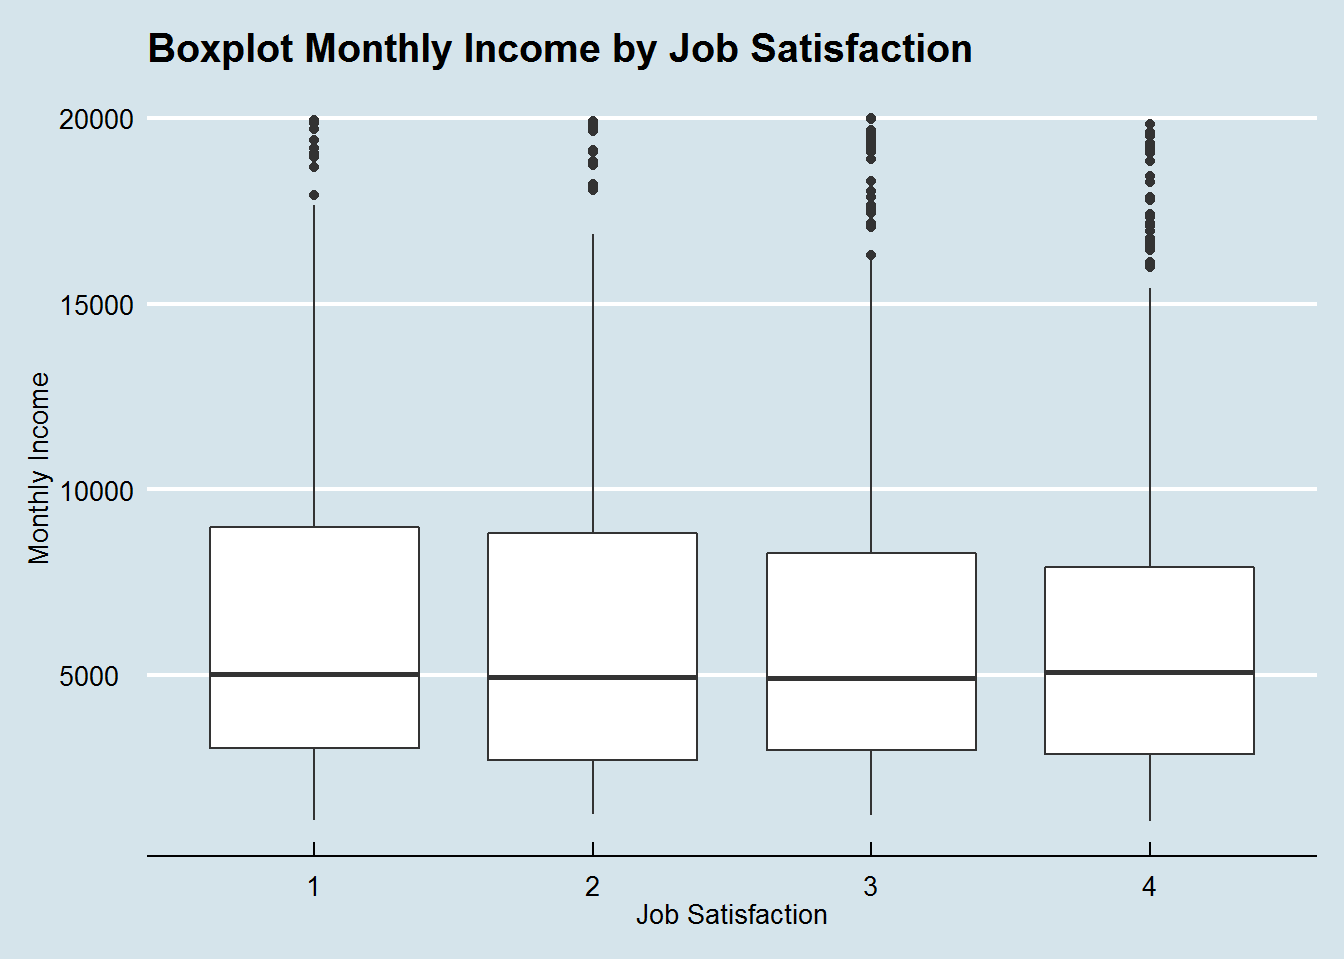 Boxplot Monthly Income by Job Satisfaction
20000
15000
10000
5000
Monthly Income
1 2 3 4
Job Satisfaction